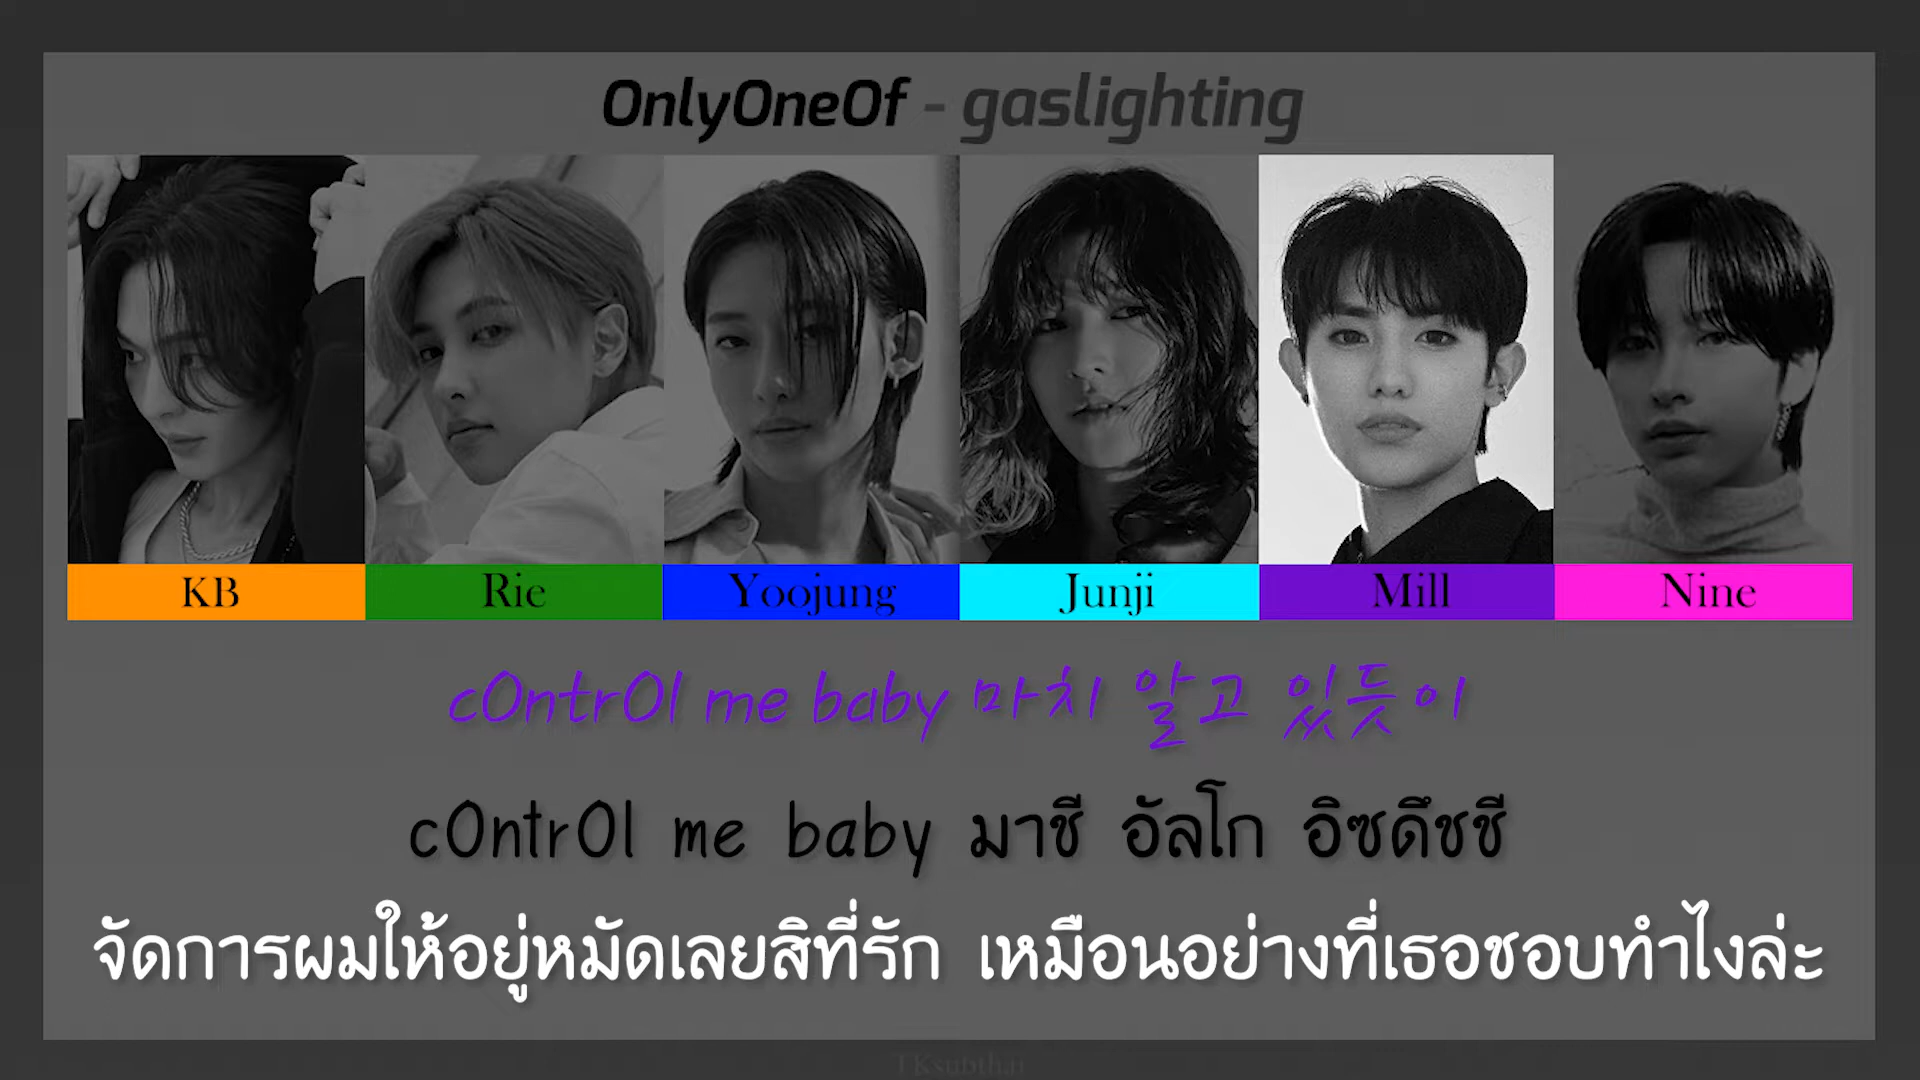 OnlyOneOf - gaslighting
KB Rie Yoojung Junji Mill Nine
cOntrOl me baby 마치 알고 있듯이
cOntrOl me baby มาชี อัลโก อิซดึชชี
จัดการผมให้อยู่หมัดเลยสิที่รัก เหมือนอย่างที่เธอชอบทำไงล่ะ
TKsubthai